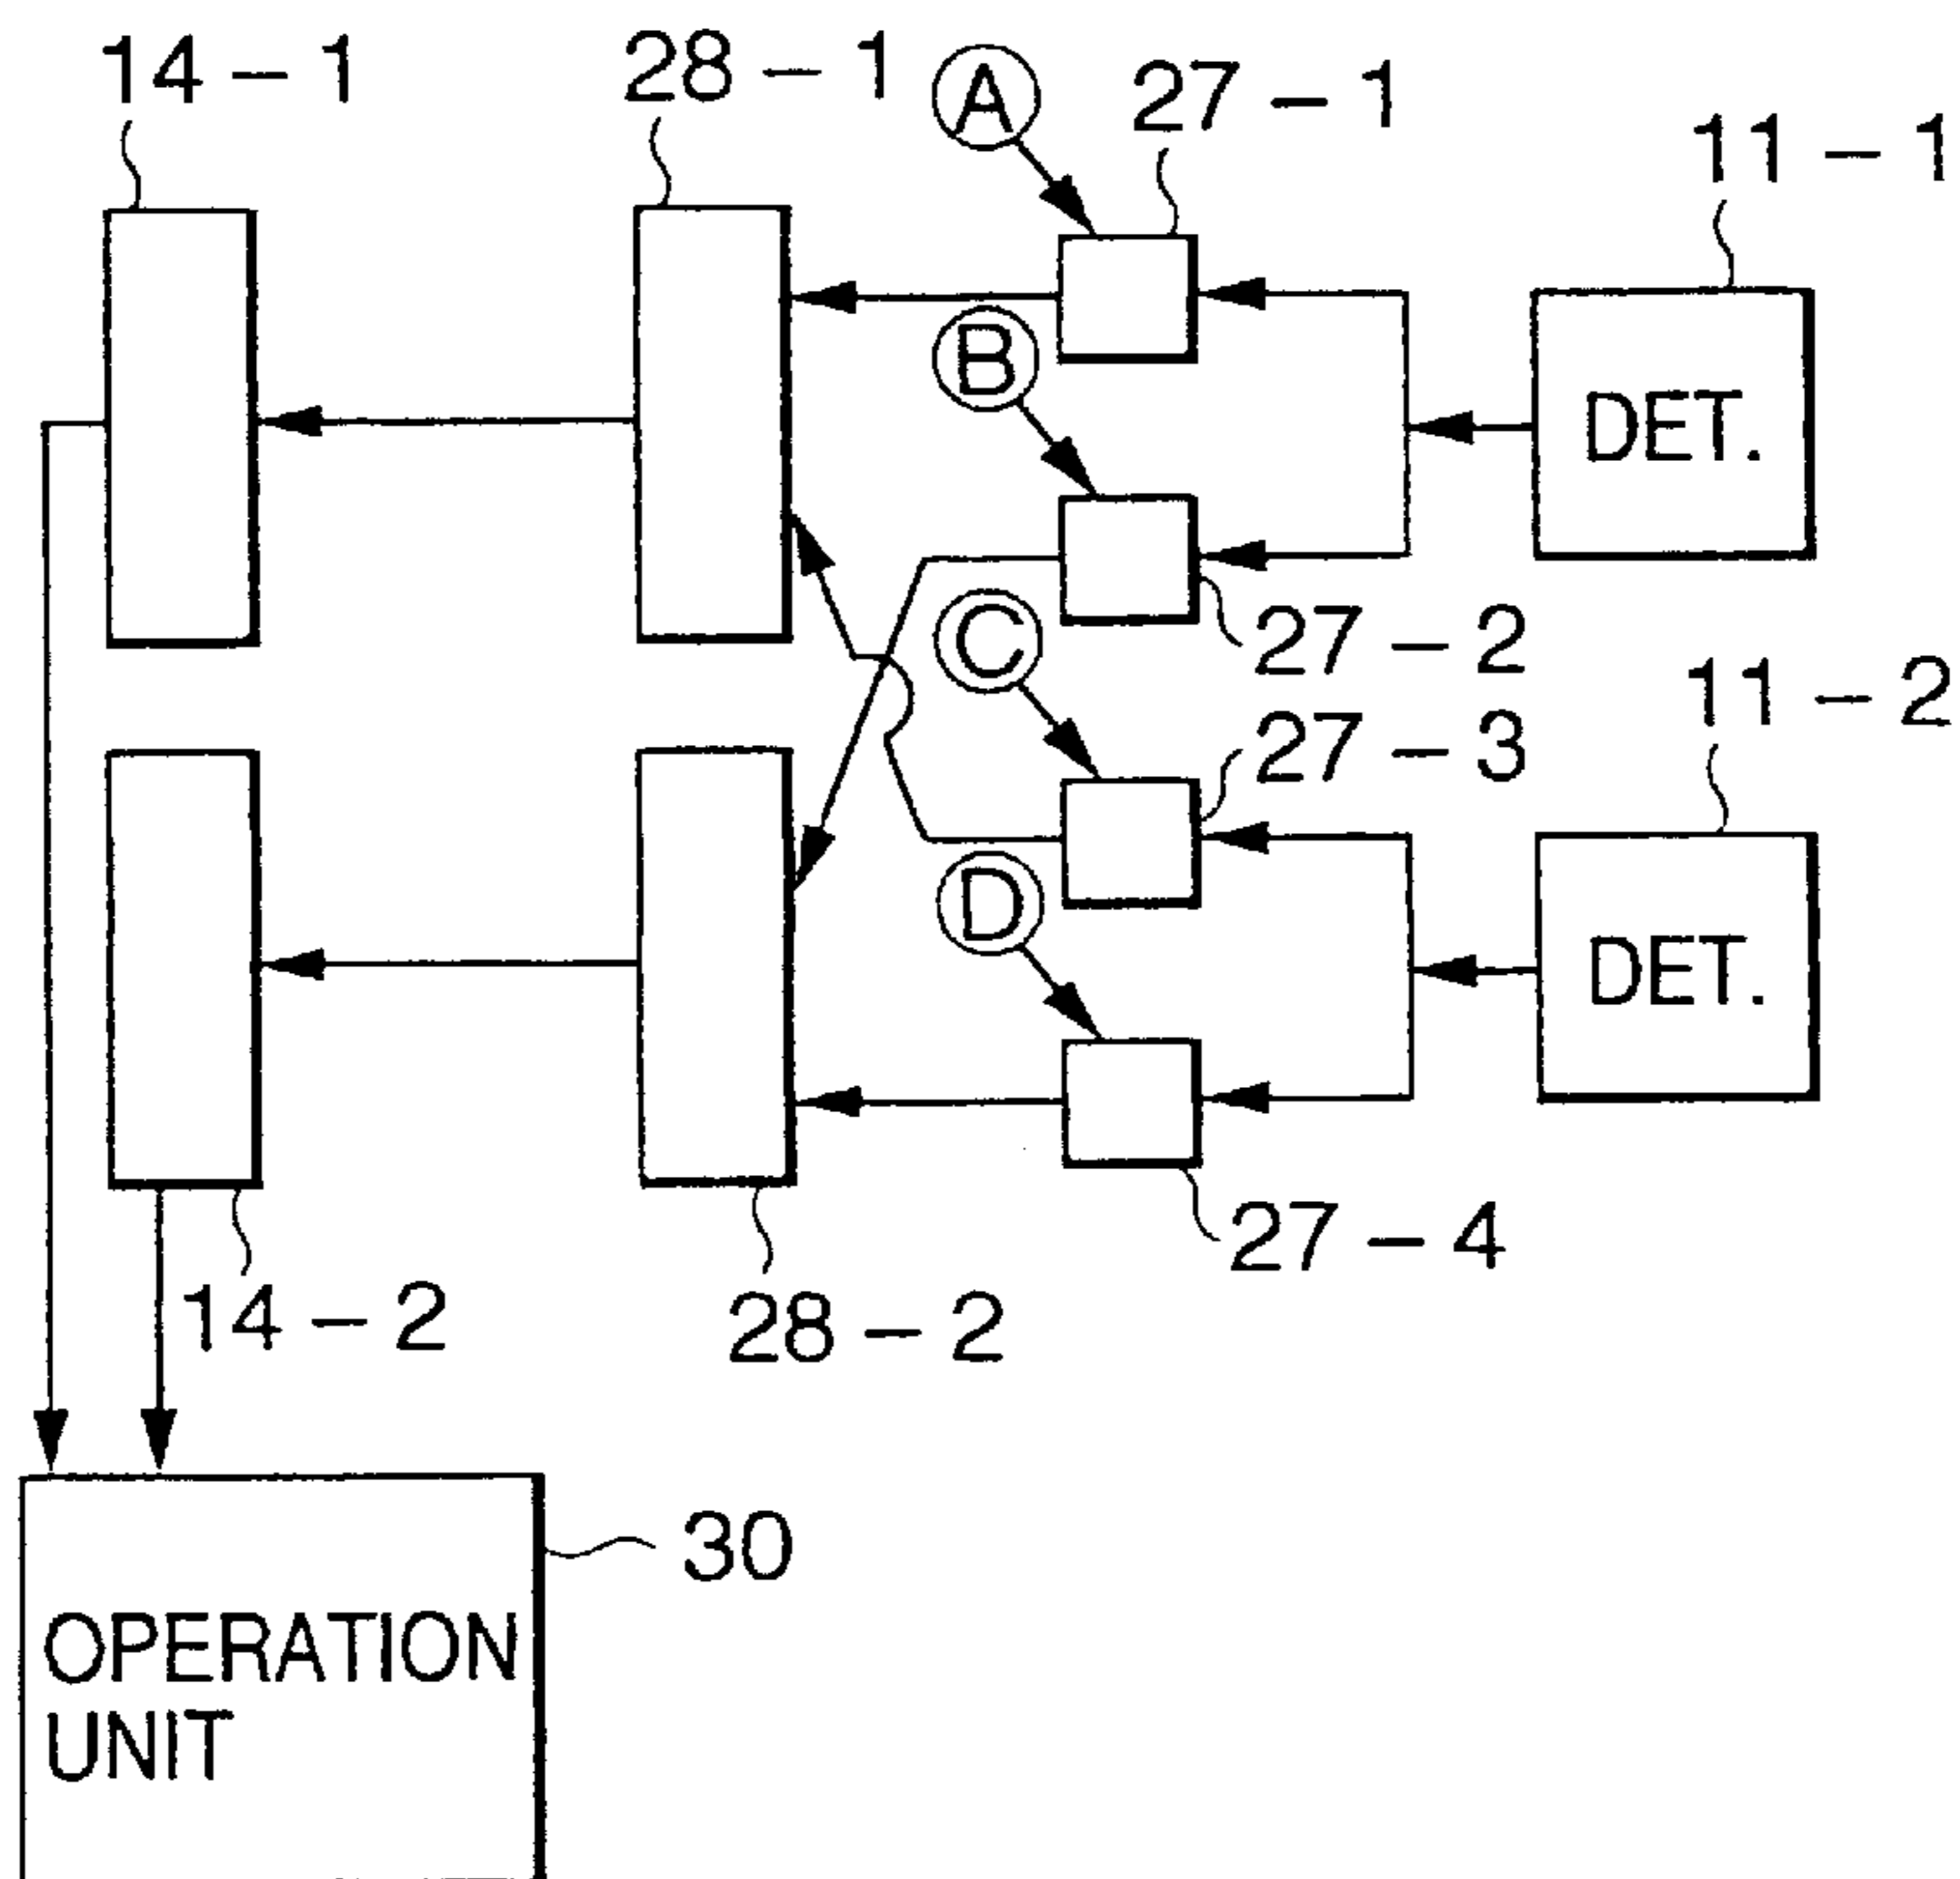 14-1
28-1
A
27-1
11-1
B
DET.
27-2
C
11-2
27-3
D
DET.
27-4
14-2
28-2
30
OPERATION
UNIT